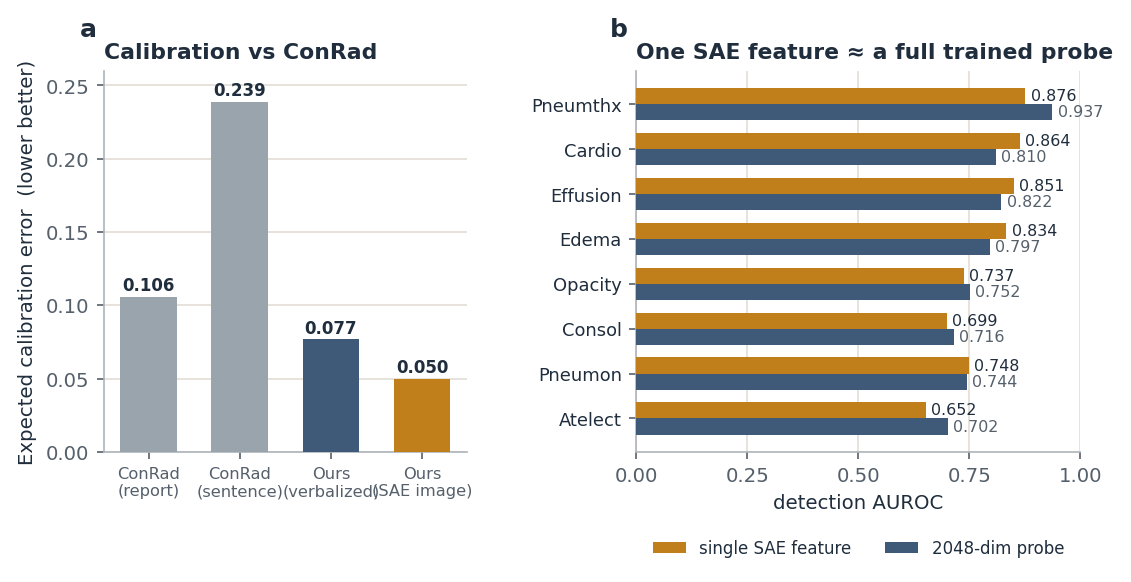 a
Calibration vs ConRad
Expected calibration error (lower better)
0.25
0.20
0.15
0.10
0.05
0.00
0.106
0.239
0.077
0.050
ConRad
(report)
ConRad
(sentence)
Ours
(verbalized)
Ours
(SAE image)
b
One SAE feature ≈ a full trained probe
Pneumthx
0.876
0.937
Cardio
0.864
0.810
Effusion
0.851
0.822
Edema
0.834
0.797
Opacity
0.737
0.752
Consol
0.699
0.716
Pneumon
0.748
0.744
Atelect
0.652
0.702
0.00 0.25 0.50 0.75 1.00
detection AUROC
single SAE feature
2048-dim probe